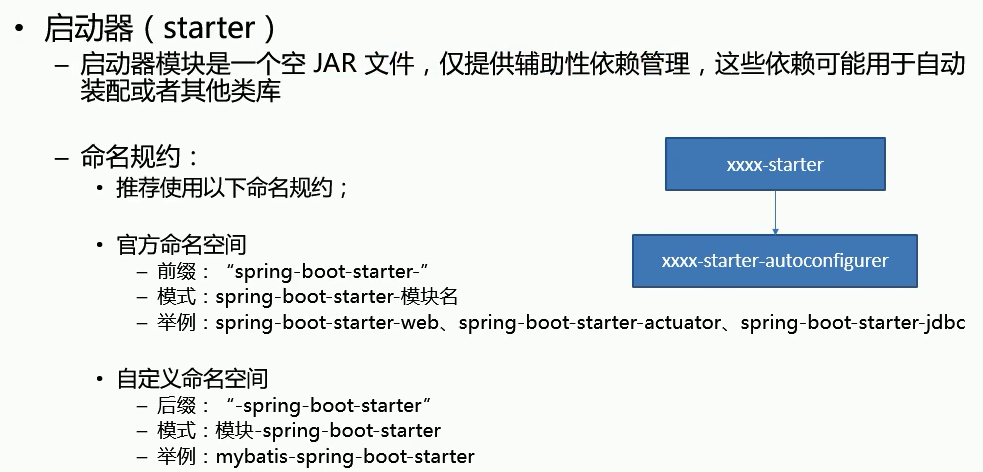 • 启动器（starter）
– 启动器模块是一个空 JAR 文件，仅提供辅助性依赖管理，这些依赖可能用于自动
装配或者其他类库
– 命名规约：
• 推荐使用以下命名规约；
• 官方命名空间
– 前缀：“spring-boot-starter-”
– 模式：spring-boot-starter-模块名
– 举例：spring-boot-starter-web、spring-boot-starter-actuator、spring-boot-starter-jdbc
• 自定义命名空间
– 后缀：“-spring-boot-starter”
– 模式：模块-spring-boot-starter
– 举例：mybatis-spring-boot-starter
xxxx-starter
xxxx-starter-autoconfigurer